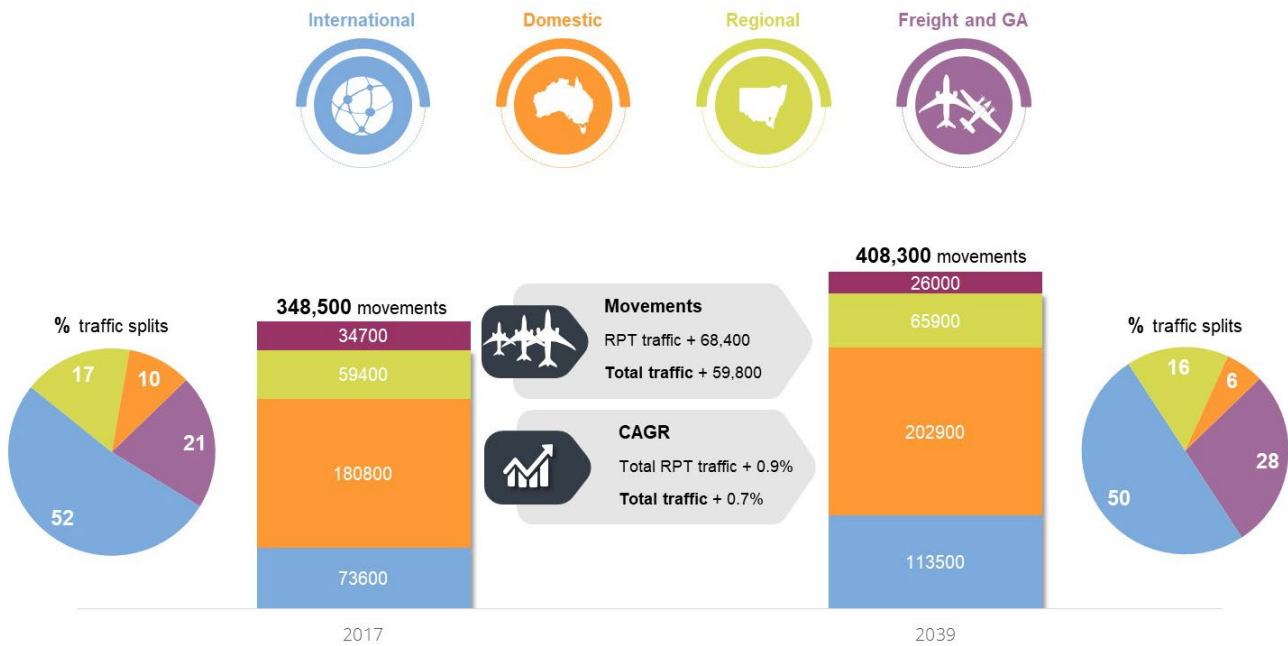 International
Domestic
Regional
Freight and GA
408,300 movements
26000
65900
202900
113500
348,500 movements
34700
59400
180800
73600
Movements
RPT traffic + 68,400
Total traffic + 59,800
CAGR
Total RPT traffic + 0.9%
Total traffic + 0.7%
% traffic splits
17
10
21
52
% traffic splits
16
6
28
50
2017
2039